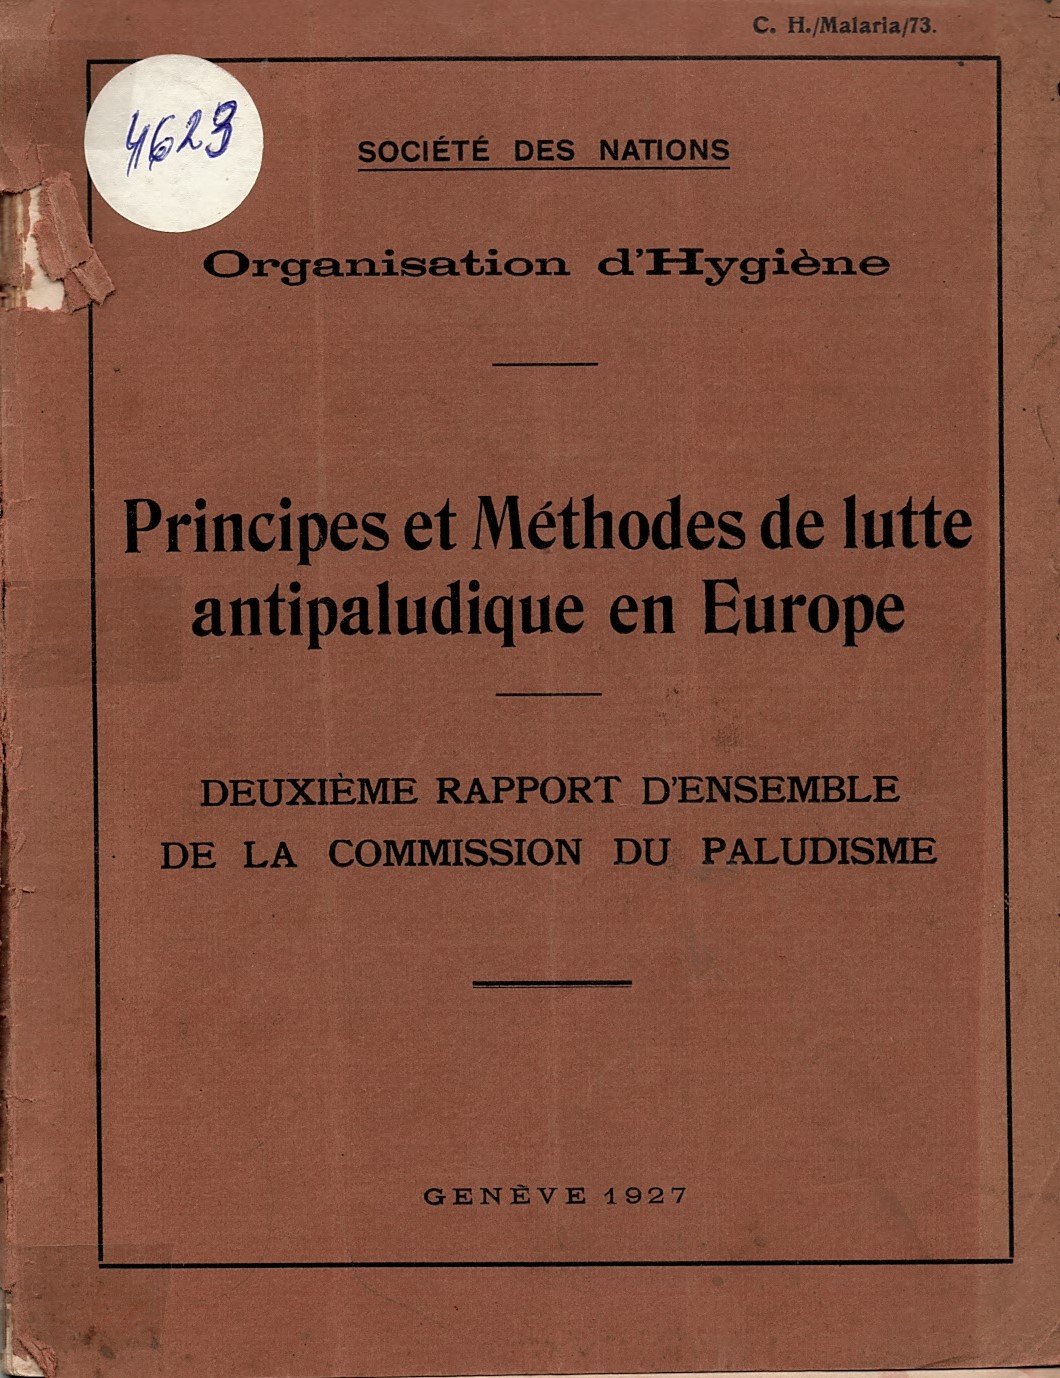 C. H./Malaria/73.
4623
SOCIÉTÉ DES NATIONS
Organisation d'Hygiène
Principes et Méthodes de lutte
antipaludique en Europe
DEUXIÈME RAPPORT D'ENSEMBLE
DE LA COMMISSION DU PALUDISME
GENÈVE 1927